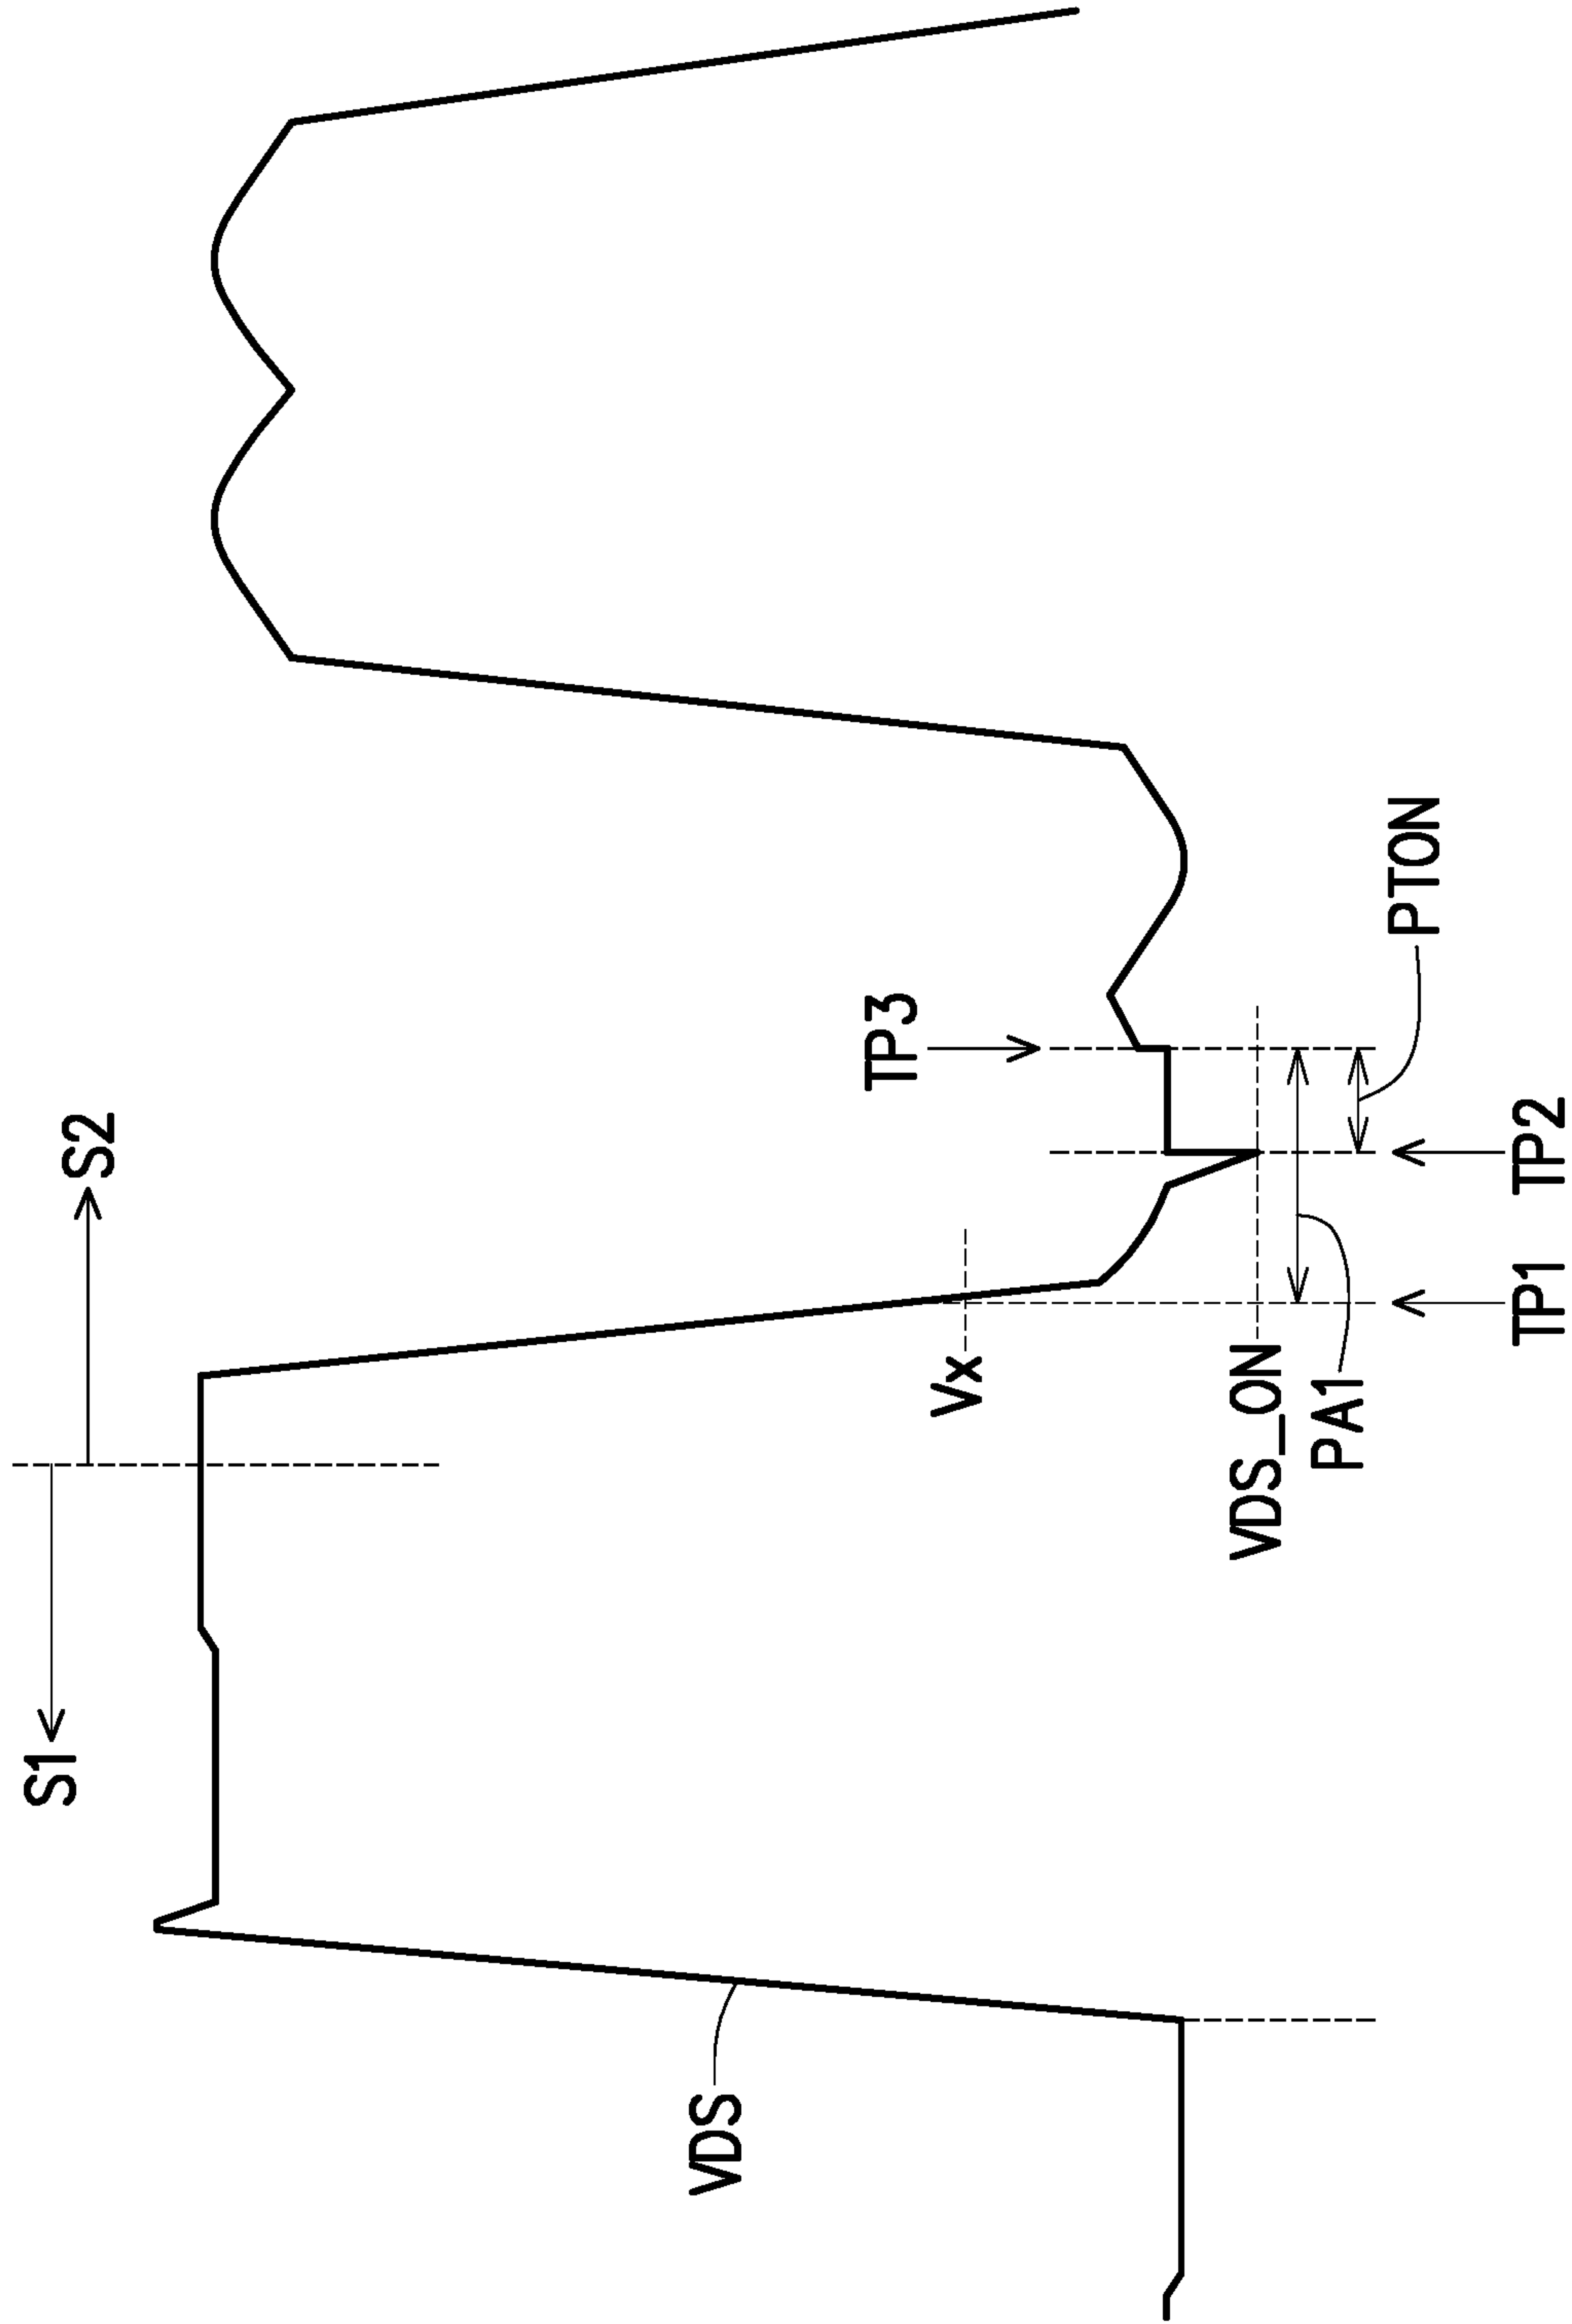 S1
S2
VDS
Vx
TP3
VDS_ON
PA1
PTON
TP1
TP2